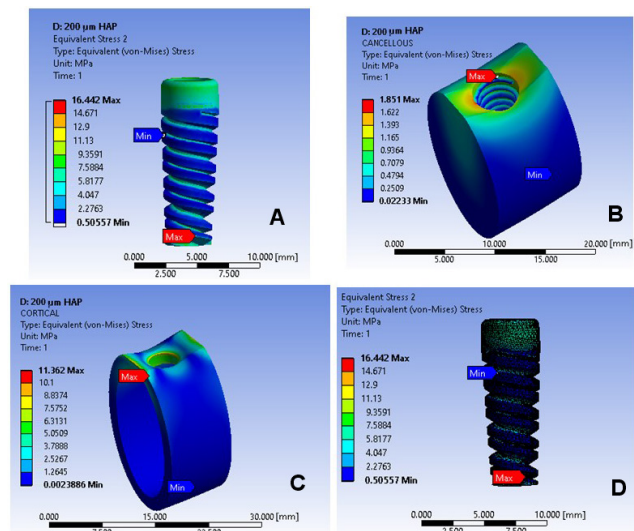 D: 200 µm HAP
Equivalent Stress 2
Type: Equivalent (von-Mises) Stress
Unit: MPa
Time: 1
16.442 Max
14.671
12.9
11.13
9.3591
7.5884
5.8177
4.047
2.2763
0.50557 Min
Min
Max
A
0.000
5.000
10.000 [mm]
2.500
7.500
D: 200 µm HAP
CANCELLOUS
Type: Equivalent (von-Mises) Stress
Unit: MPa
Time: 1
1.851 Max
1.622
1.393
1.165
0.9364
0.7079
0.4794
0.2509
0.02233 Min
Max
Min
B
0.000
10.000
20.000 [mm]
5.000
15.000
D: 200 µm HAP
CORTICAL
Type: Equivalent (von-Mises) Stress
Unit: MPa
Time: 1
11.362 Max
10.1
8.8374
7.5752
6.3131
5.0509
3.7888
2.5267
1.2645
0.0023886 Min
Max
Min
C
0.000
15.000
30.000 [mm]
Equivalent Stress 2
Type: Equivalent (von-Mises) Stress
Unit: MPa
Time: 1
16.442 Max
14.671
12.9
11.13
9.3591
7.5884
5.8177
4.047
2.2763
0.50557 Min
Min
Max
D
0.000
5.000
10.000 [mm]
2.500
7.500